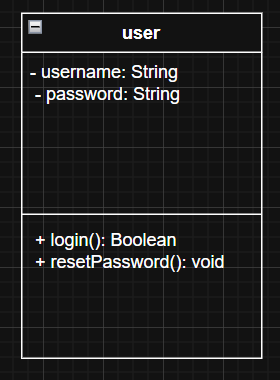 user
- username: String
- password: String
+ login(): Boolean
+ resetPassword(): void